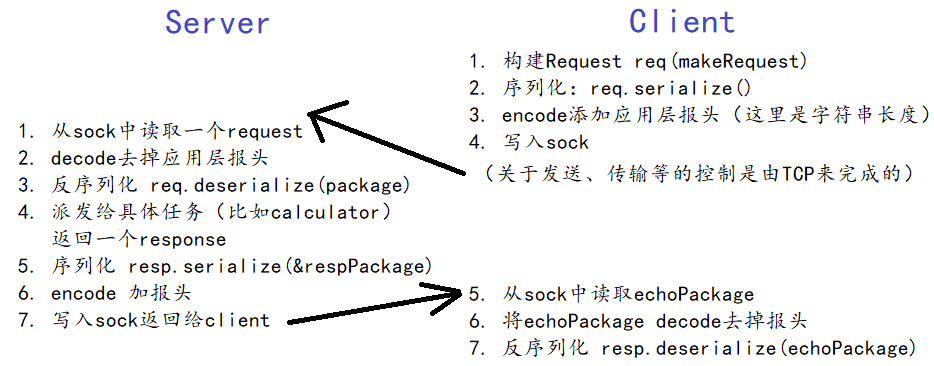 Server
1. 从sock中读取一个request
2. decode去掉应用层报头
3. 反序列化 req.deserialize(package)
4. 派发给具体任务（比如calculator）
返回一个response
5. 序列化 resp.serialize(&respPackage)
6. encode 加报头
7. 写入sock返回给client
Client
1. 构建Request req(makeRequest)
2. 序列化：req.serialize()
3. encode添加应用层报头（这里是字符串长度）
4. 写入sock
（关于发送、传输等的控制是由TCP来完成的）
5. 从sock中读取echoPackage
6. 将echoPackage decode去掉报头
7. 反序列化 resp.deserialize(echoPackage)